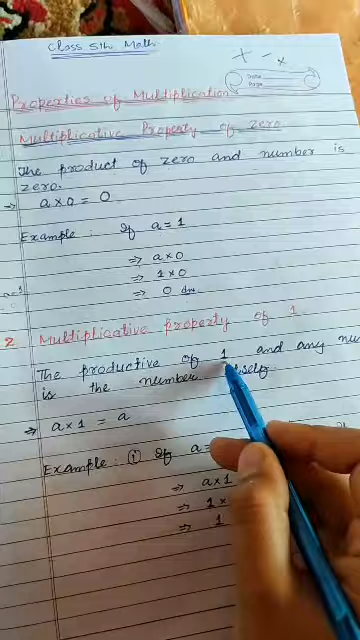 Class 5th Math
+ - ×
Date
Page
Properties of Multiplication
Multiplicative Property of zero
The product of zero and number is
zero.
⇒ a×0 = 0
Example : If a = 1
⇒ a×0
⇒ 1×0
⇒ 0 Ans
2 Multiplicative property of 1
The productive of 1 and any
is the number itself
⇒ a×1 = a
Example : (i) If a=
⇒ a×1
⇒ 1×
⇒ 1